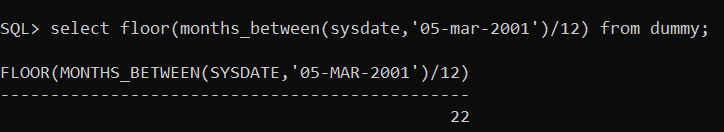 SQL> select floor(months_between(sysdate,'05-mar-2001')/12) from dummy;
FLOOR(MONTHS_BETWEEN(SYSDATE,'05-MAR-2001')/12)
-----------------------------------------------
22